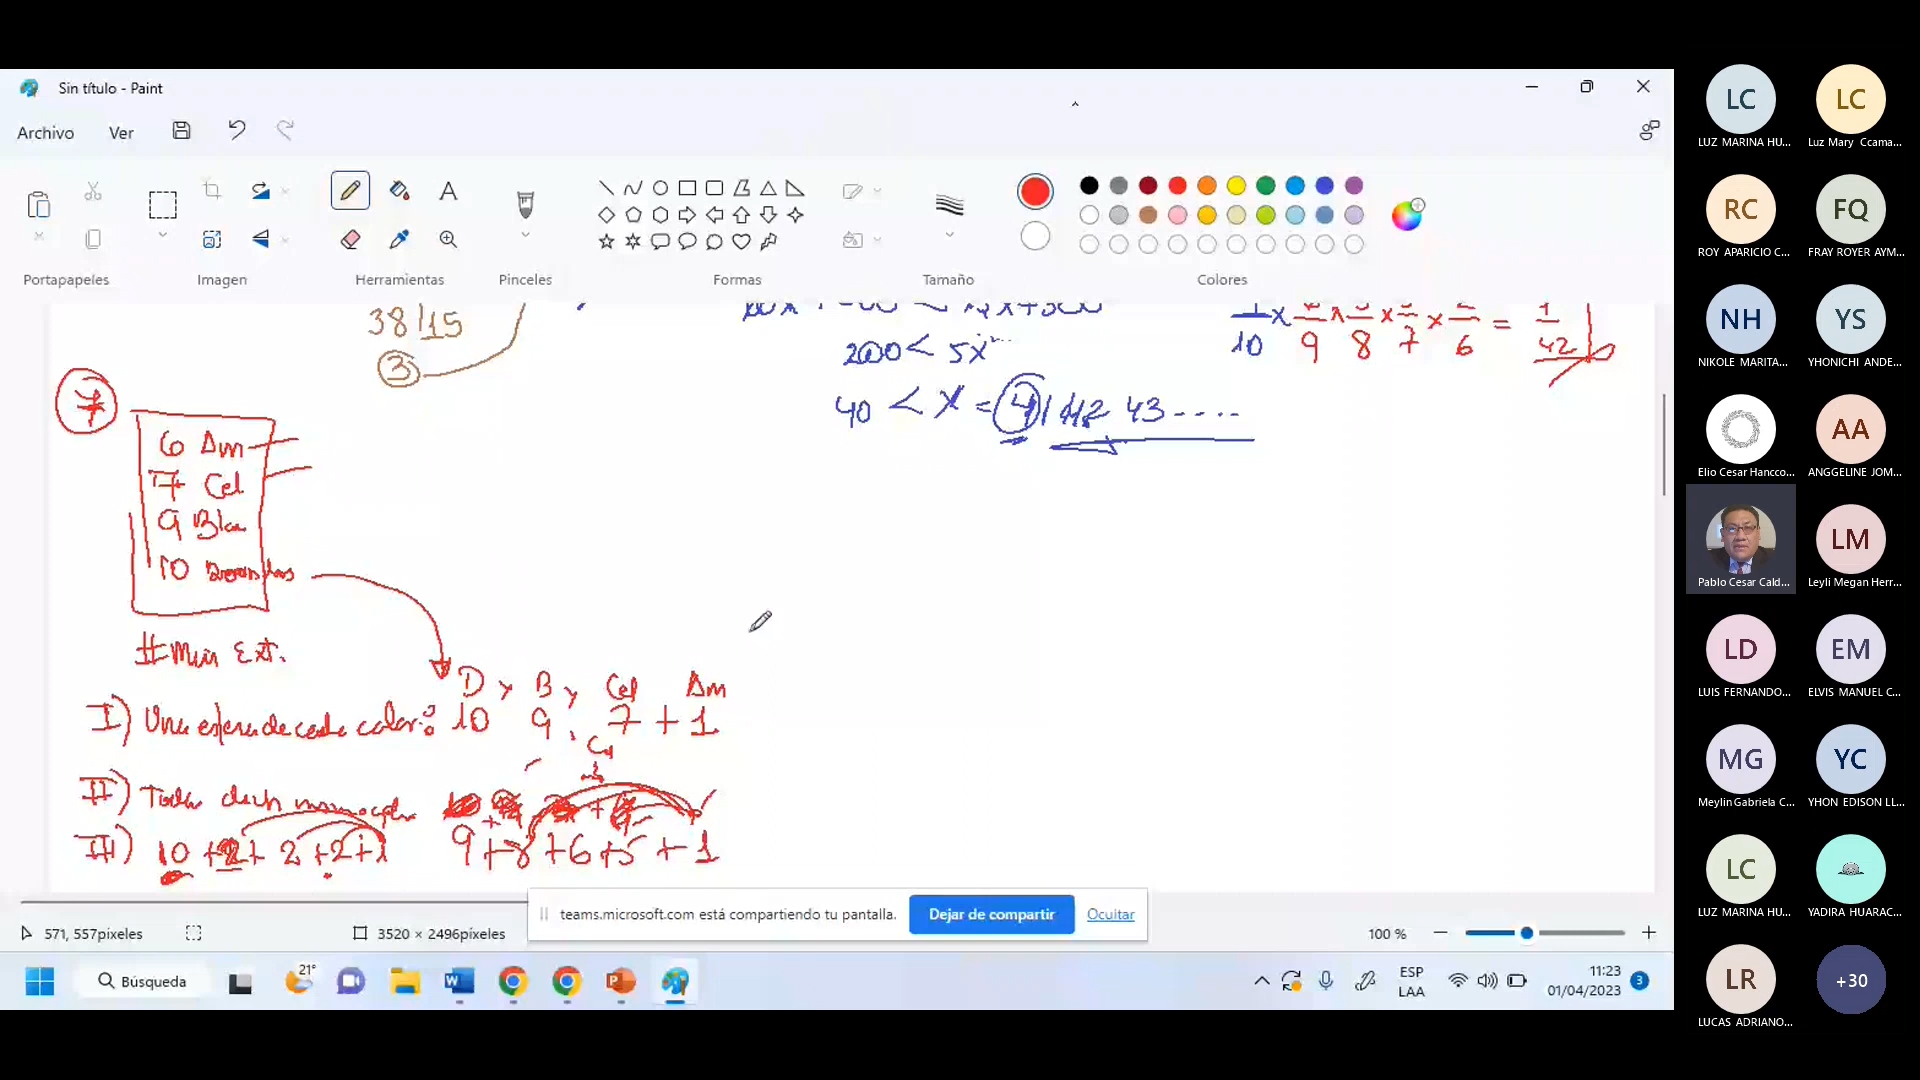 Sin título - Paint
Archivo Ver
Portapapeles Imagen Herramientas Pinceles Formas Tamaño Colores
38 15
3
200 < 5x
40 < x = 41 42 43 ....
10 x 9 x 8 x 7 x 6 = 1/42
7
6 Am
7 Cel
9 Bla
10
# Min Ext.
D y B y Cel Am
I) Una esfera de cada color: 10 9, 7 + 1
II)
III) 10 + 2 + 2 + 2 + 1 9 + 8 + 6 + 5 + 1
teams.microsoft.com está compartiendo tu pantalla. Dejar de compartir Ocultar
571, 557píxeles 3520 × 2496píxeles 100 %
Búsqueda 21° ESP LAA 11:23 01/04/2023 3
LC LC
LUZ MARINA HU... Luz Mary Ccama...
RC FQ
ROY APARICIO C... FRAY ROYER AYM...
NH YS
NIKOLE MARITA... YHONICHI ANDE...
AA
Elio Cesar Hancco... ANGGELINE JOM...
LM
Pablo Cesar Cald... Leyli Megan Herr...
LD EM
LUIS FERNANDO... ELVIS MANUEL C...
MG YC
Meylin Gabriela C... YHON EDISON LL...
LC
LUZ MARINA HU... YADIRA HUARAC...
LR +30
LUCAS ADRIANO...